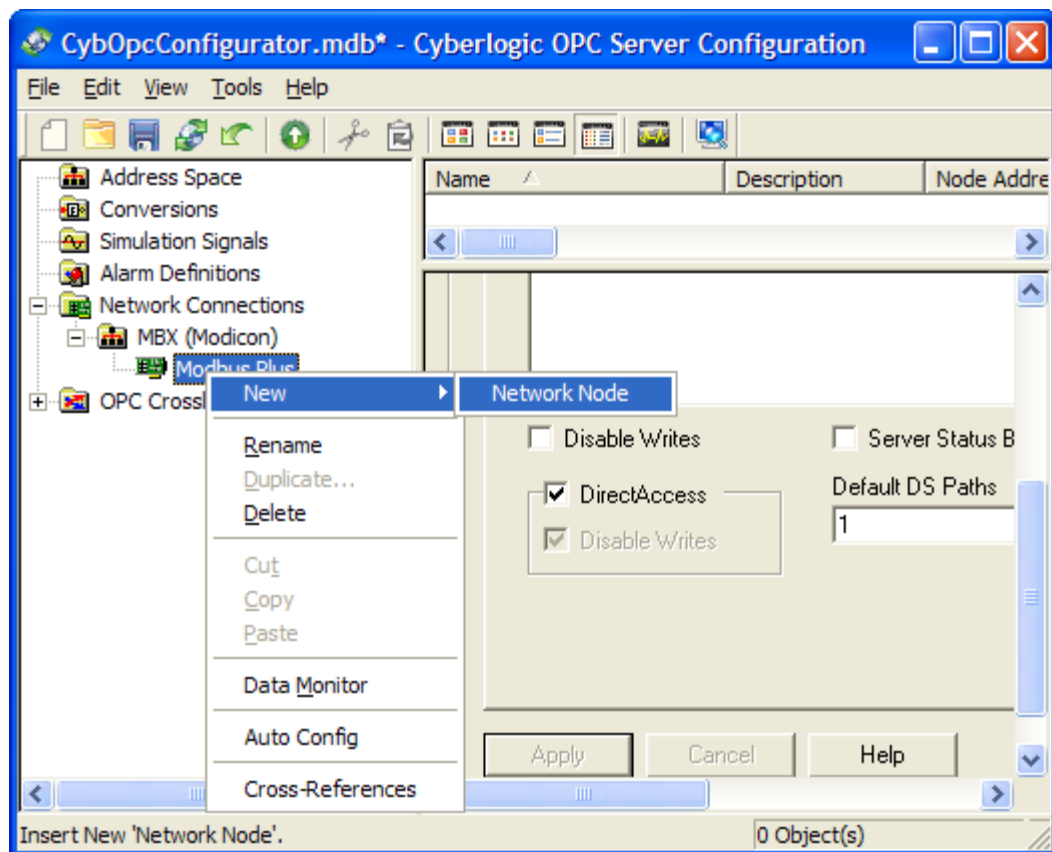 CybOpcConfigurator.mdb* - Cyberlogic OPC Server Configuration
File Edit View Tools Help
Address Space
Conversions
Simulation Signals
Alarm Definitions
Network Connections
MBX (Modicon)
Modbus Plus
OPC Crossl
Name Description Node Addre
New
Network Node
Rename
Duplicate...
Delete
Cut
Copy
Paste
Data Monitor
Auto Config
Cross-References
Disable Writes
Server Status B
DirectAccess
Default DS Paths
Disable Writes
1
Apply Cancel Help
Insert New 'Network Node'. 0 Object(s)